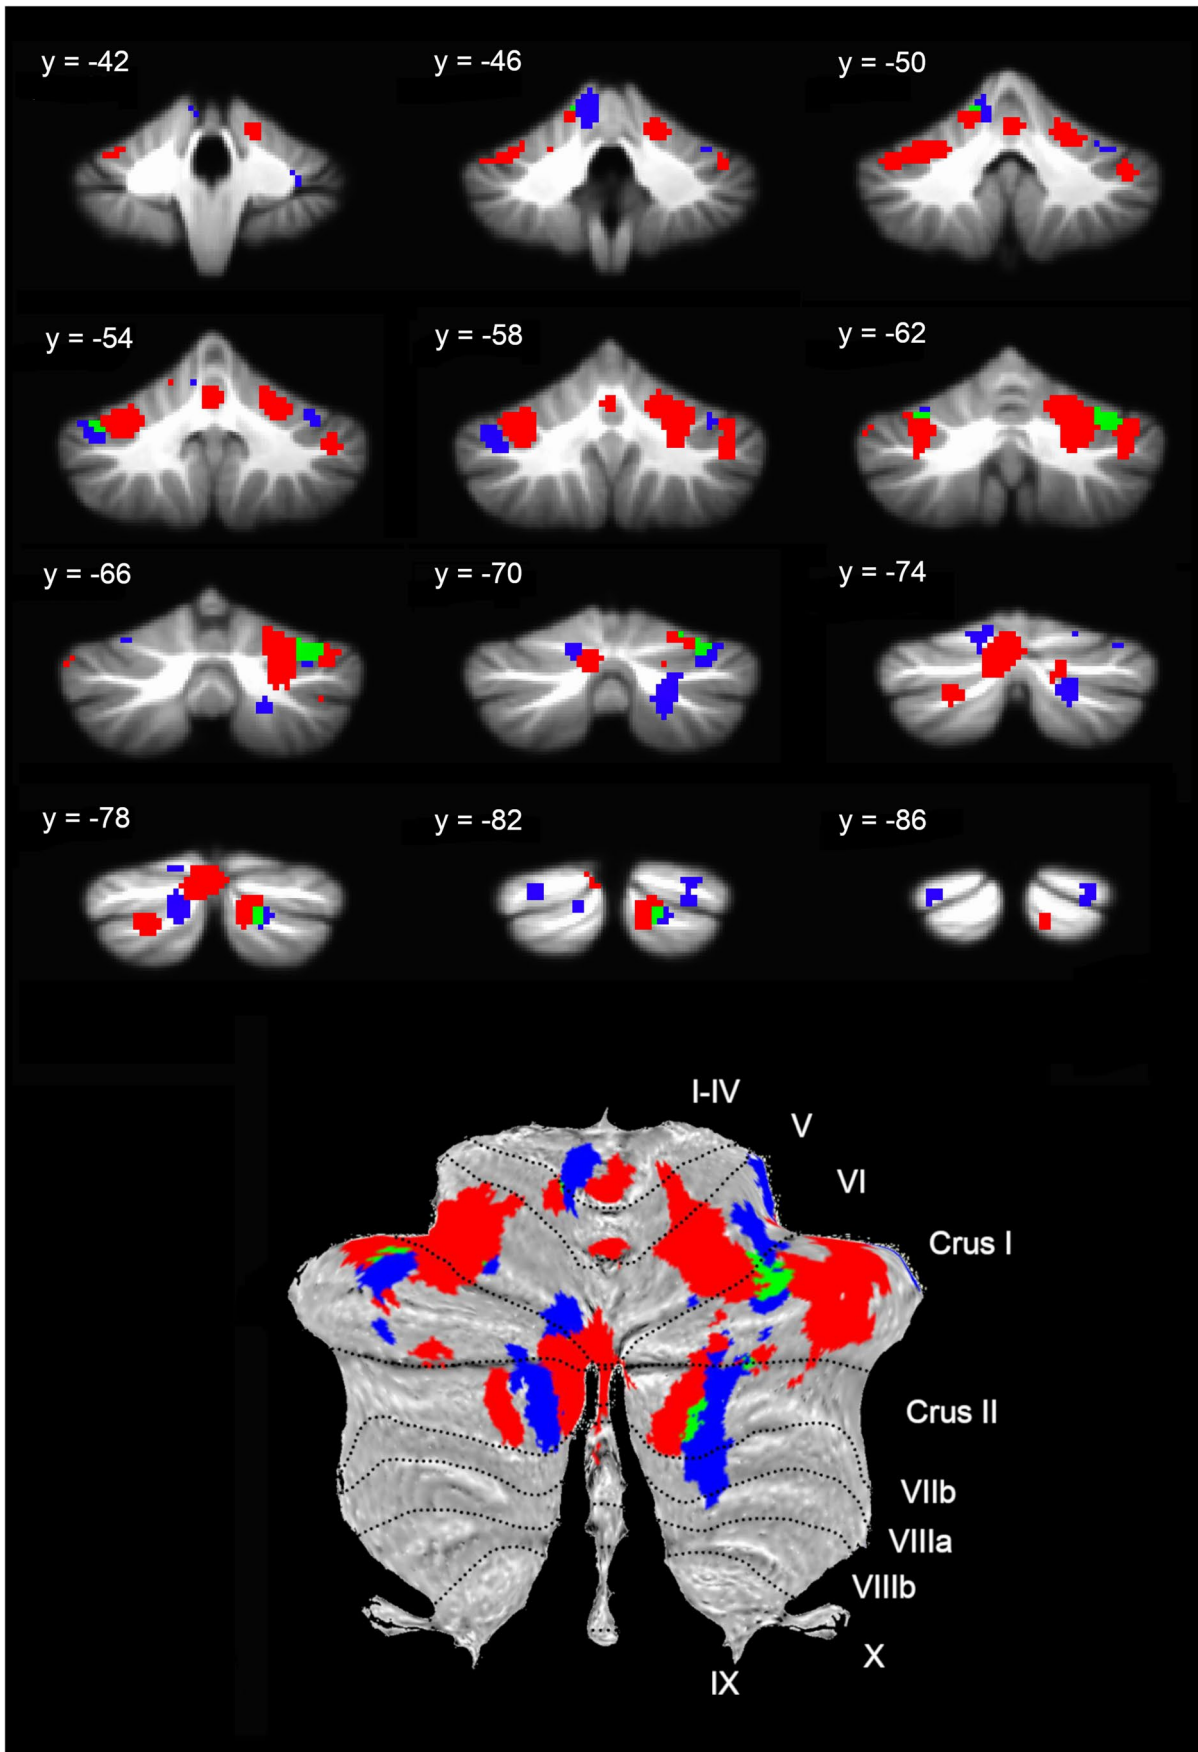 y = -42
y = -46
y = -50
y = -54
y = -58
y = -62
y = -66
y = -70
y = -74
y = -78
y = -82
y = -86
I-IV
V
VI
Crus I
Crus II
VIIb
VIIIa
VIIIb
X
IX